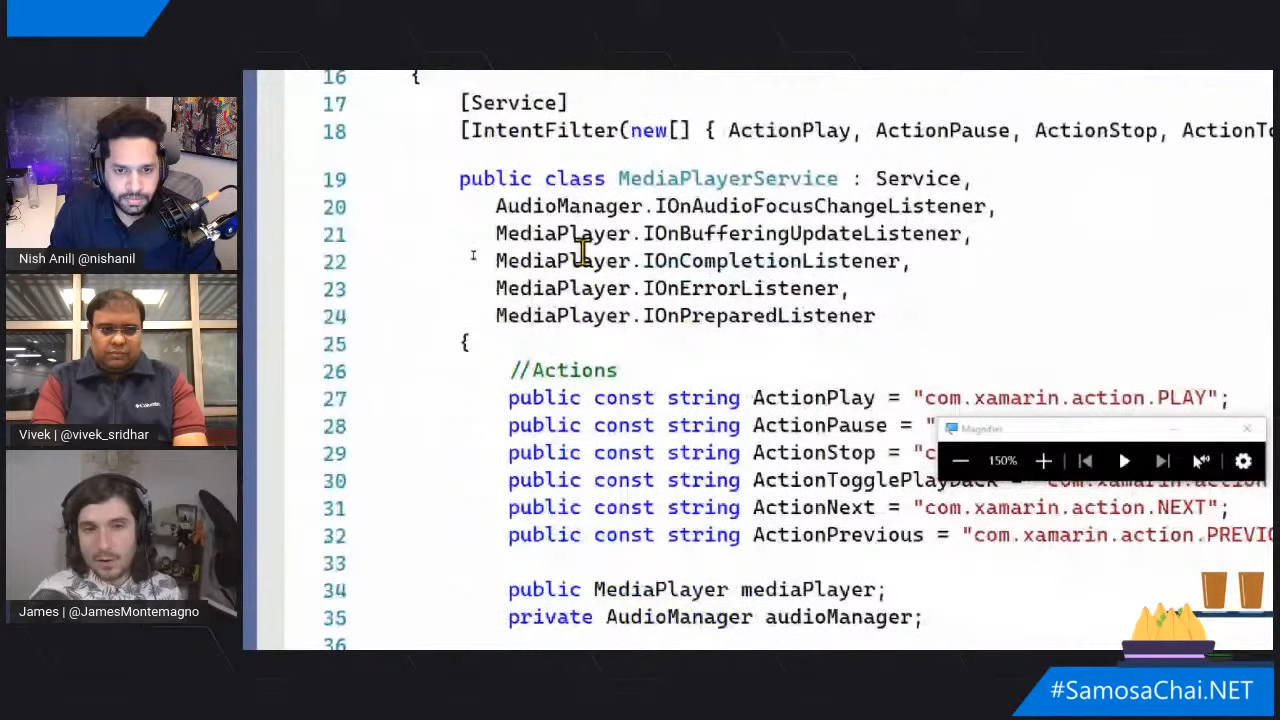 Nish Anil| @nishanil
Vivek | @vivek_sridhar
James | @JamesMontemagno
Columbia
16 {
17 [Service]
18 [IntentFilter(new[] { ActionPlay, ActionPause, ActionStop, ActionTo
19 public class MediaPlayerService : Service,
20 AudioManager.IOnAudioFocusChangeListener,
21 MediaPlayer.IOnBufferingUpdateListener,
22 MediaPlayer.IOnCompletionListener,
23 MediaPlayer.IOnErrorListener,
24 MediaPlayer.IOnPreparedListener
25 {
26 //Actions
27 public const string ActionPlay = "com.xamarin.action.PLAY";
28 public const string ActionPause = "
29 public const string ActionStop = "c
30 public const string ActionTogglePlayback = "com.xamarin.action
31 public const string ActionNext = "com.xamarin.action.NEXT";
32 public const string ActionPrevious = "com.xamarin.action.PREVIO
33
34 public MediaPlayer mediaPlayer;
35 private AudioManager audioManager;
36
Magnifier
150%
#SamosaChai.NET